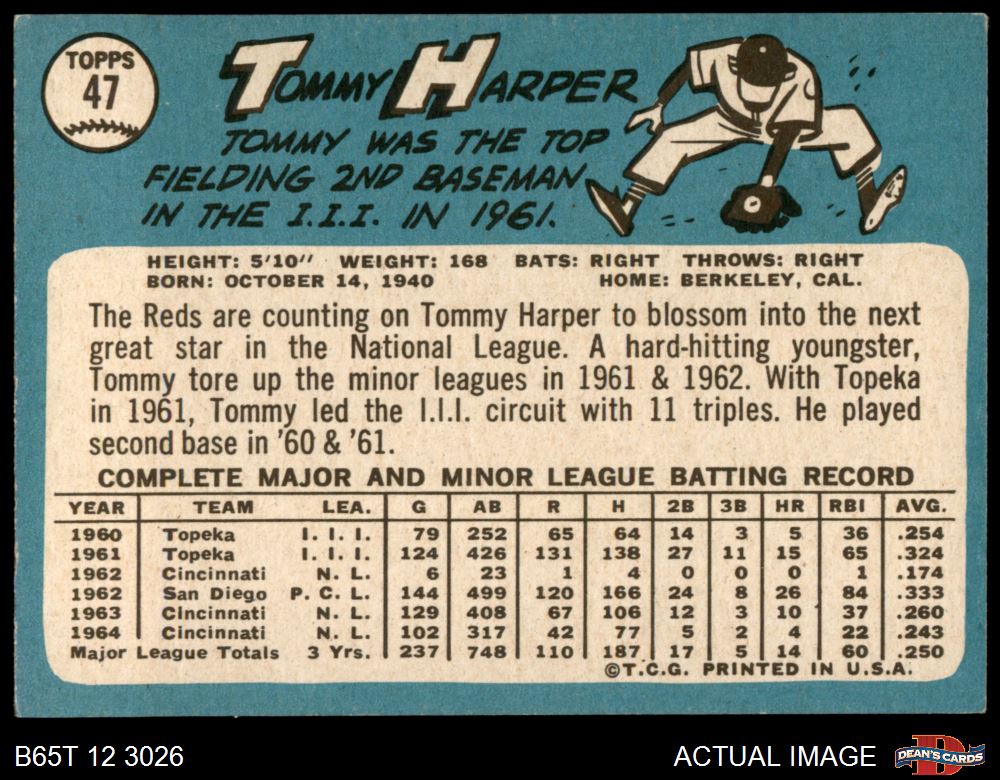 TOPPS
47
TOMMY HARPER
TOMMY WAS THE TOP
FIELDING 2ND BASEMAN
IN THE I.I.I. IN 1961.
HEIGHT: 5'10" WEIGHT: 168 BATS: RIGHT THROWS: RIGHT
BORN: OCTOBER 14, 1940 HOME: BERKELEY, CAL.
The Reds are counting on Tommy Harper to blossom into the next
great star in the National League. A hard-hitting youngster,
Tommy tore up the minor leagues in 1961 & 1962. With Topeka
in 1961, Tommy led the I.I.I. circuit with 11 triples. He played
second base in '60 & '61.
COMPLETE MAJOR AND MINOR LEAGUE BATTING RECORD
YEAR TEAM LEA. G AB R H 2B 3B HR RBI AVG.
1960 Topeka I. I. I. 79 252 65 64 14 3 5 36 .254
1961 Topeka I. I. I. 124 426 131 138 27 11 15 65 .324
1962 Cincinnati N. L. 6 23 1 4 0 0 0 1 .174
1962 San Diego P. C. L. 144 499 120 166 24 8 26 84 .333
1963 Cincinnati N. L. 129 408 67 106 12 3 10 37 .260
1964 Cincinnati N. L. 102 317 42 77 5 2 4 22 .243
Major League Totals 3 Yrs. 237 748 110 187 17 5 14 60 .250
©T.C.G. PRINTED IN U.S.A.
B65T 12 3026
ACTUAL IMAGE
D
DEAN'S CARDS